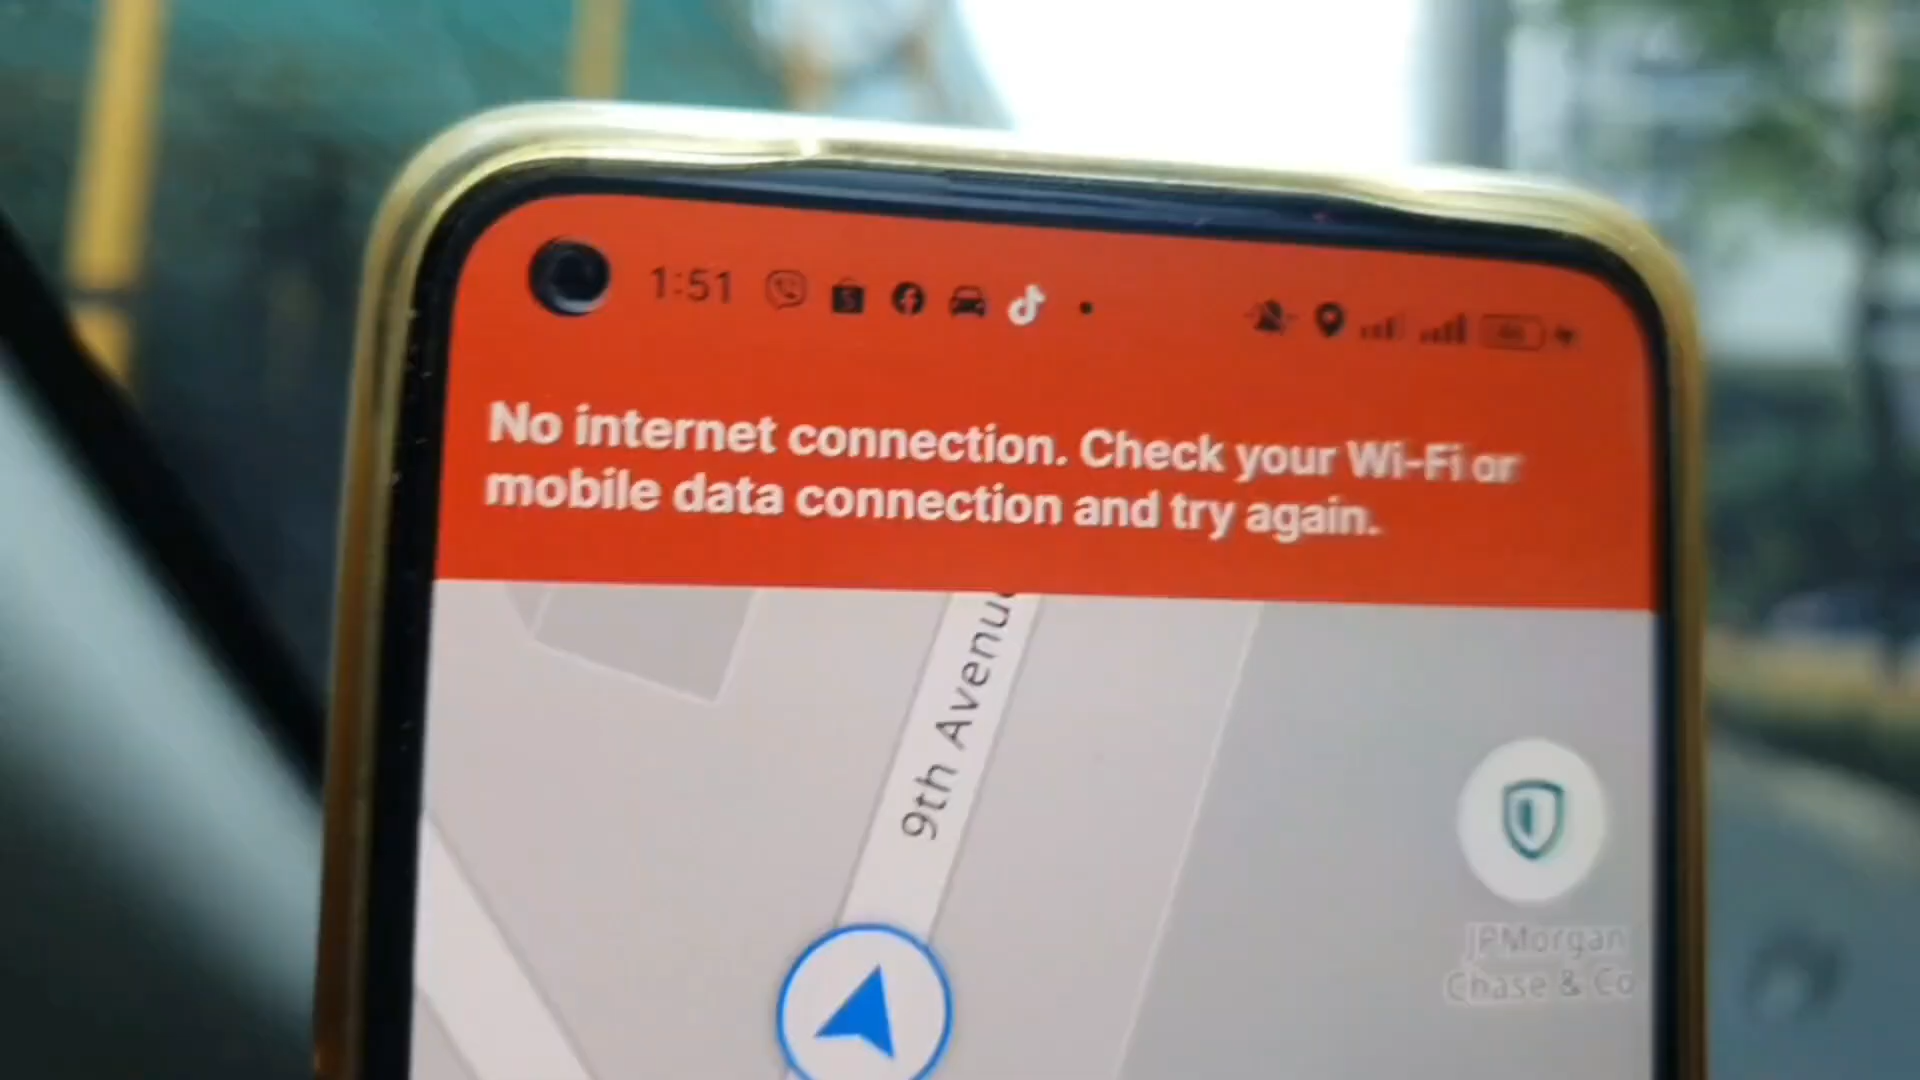 1:51
No internet connection. Check your Wi-Fi or
mobile data connection and try again.
9th Avenu
JPMorgan
Chase & Co